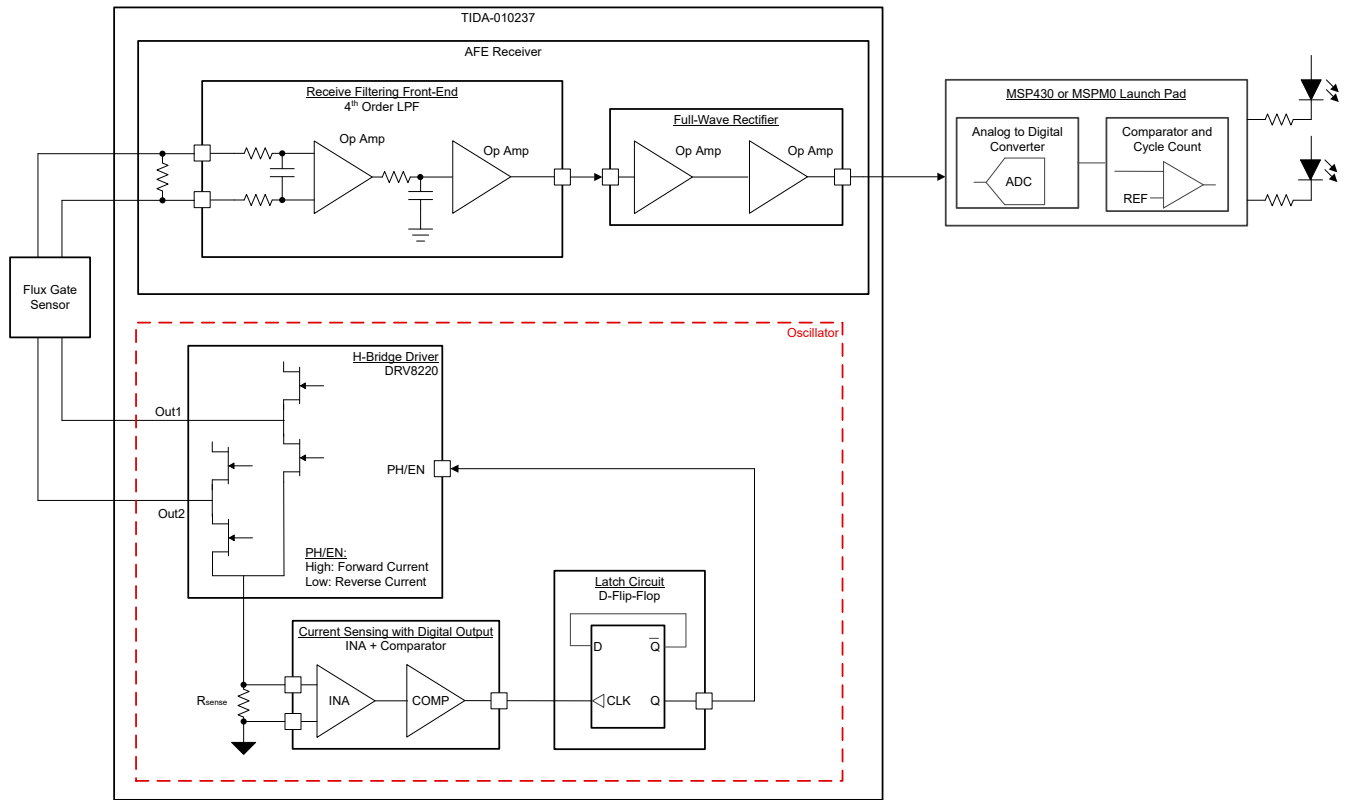 TIDA-010237
AFE Receiver
Receive Filtering Front-End
4th Order LPF
Op Amp
Op Amp
Full-Wave Rectifier
Op Amp
Op Amp
MSP430 or MSPM0 Launch Pad
Analog to Digital
Converter
ADC
Comparator and
Cycle Count
REF
Flux Gate
Sensor
Oscillator
H-Bridge Driver
DRV8220
Out1
Out2
PH/EN
PH/EN:
High: Forward Current
Low: Reverse Current
Latch Circuit
D-Flip-Flop
D
Q
CLK
Q
Current Sensing with Digital Output
INA + Comparator
INA
COMP
Rsense